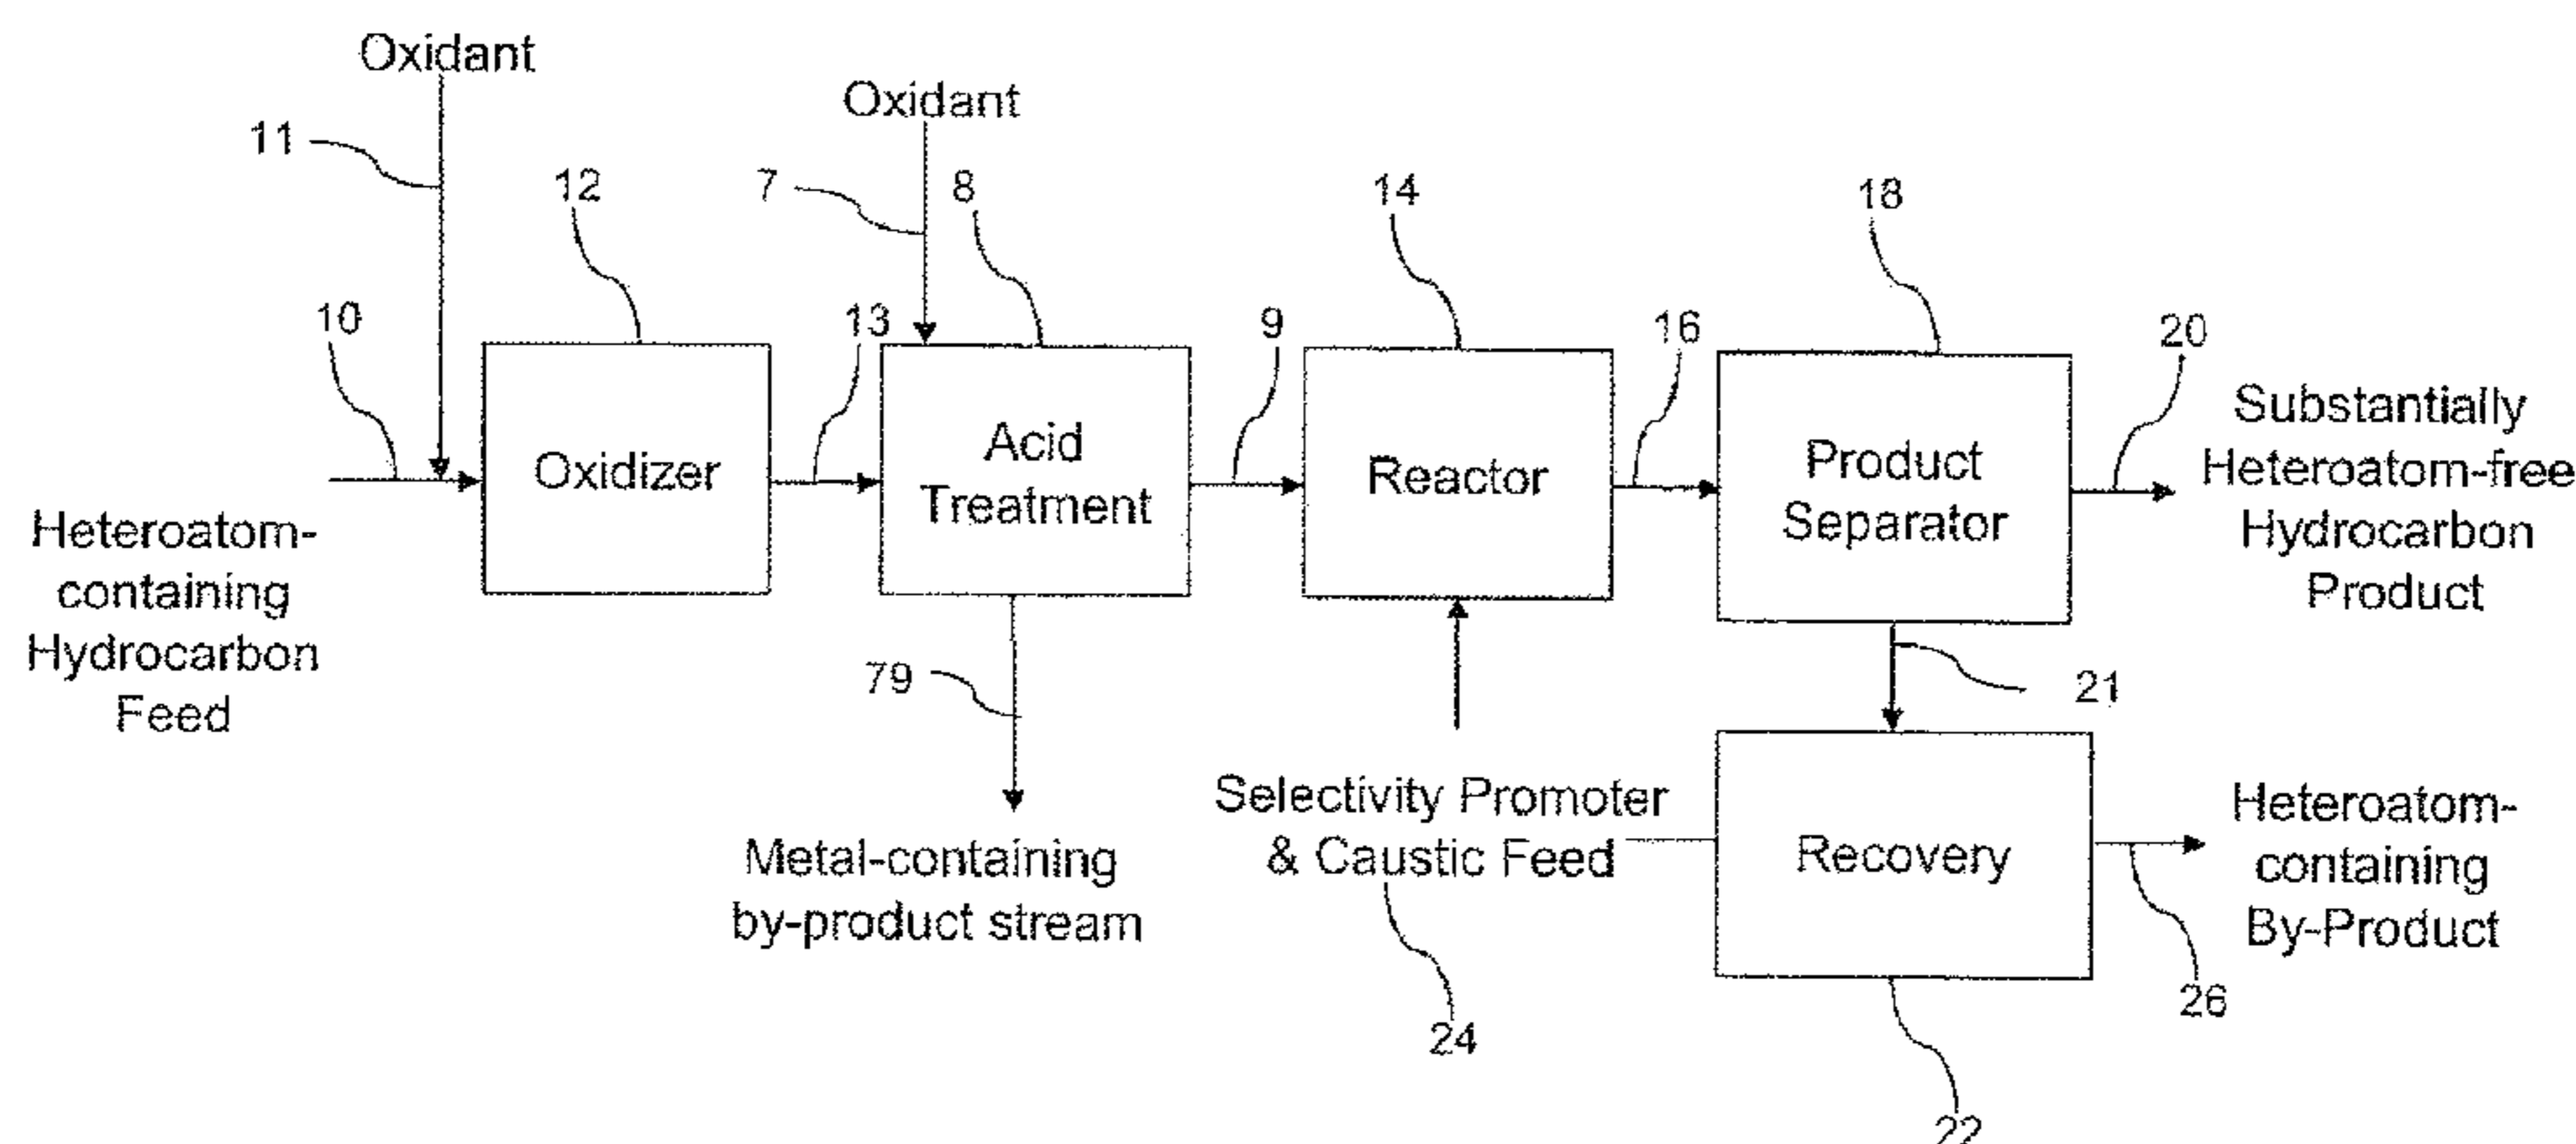 Oxidant
Oxidant
11
12
7
8
14
18
10
13
9
16
20
Oxidizer
Acid
Treatment
Reactor
Product
Separator
Substantially
Heteroatom-free
Hydrocarbon
Product
Heteroatom-
containing
Hydrocarbon
Feed
79
21
Metal-containing
by-product stream
Selectivity Promoter
& Caustic Feed
Recovery
Heteroatom-
containing
By-Product
24
26
22